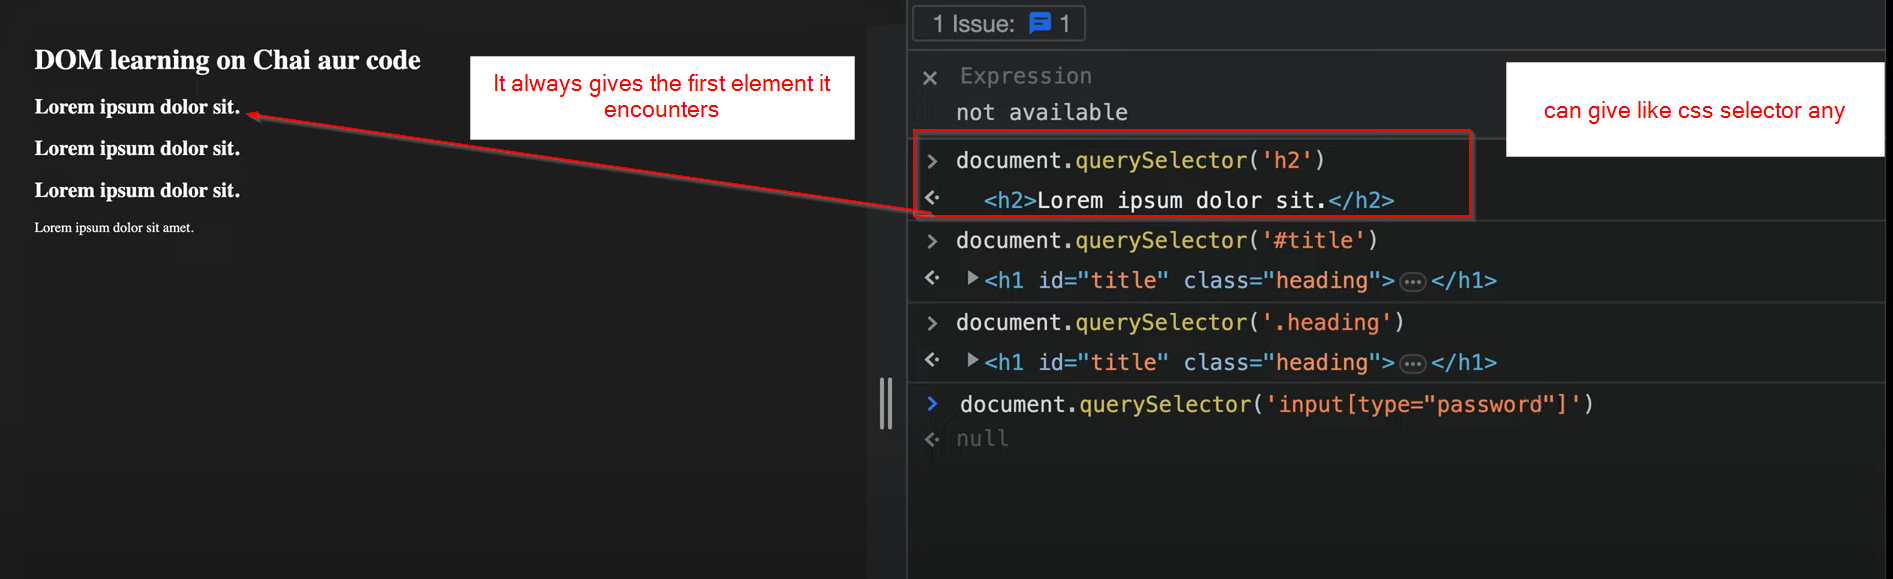 DOM learning on Chai aur code
Lorem ipsum dolor sit.
Lorem ipsum dolor sit.
Lorem ipsum dolor sit.
Lorem ipsum dolor sit amet.
It always gives the first element it
encounters
1 Issue: 1
Expression
not available
can give like css selector any
document.querySelector('h2')
<h2>Lorem ipsum dolor sit.</h2>
document.querySelector('#title')
<h1 id="title" class="heading">…</h1>
document.querySelector('.heading')
<h1 id="title" class="heading">…</h1>
document.querySelector('input[type="password"]')
null